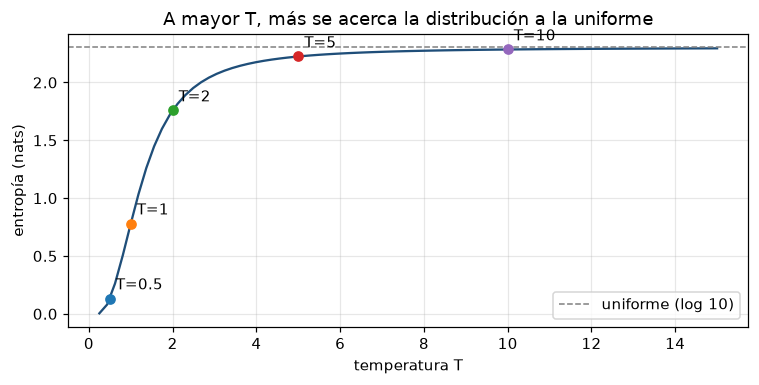 A mayor T, más se acerca la distribución a la uniforme
entropía (nats)
2.0
1.5
1.0
0.5
0.0
T=0.5
T=1
T=2
T=5
T=10
uniforme (log 10)
0 2 4 6 8 10 12 14
temperatura T